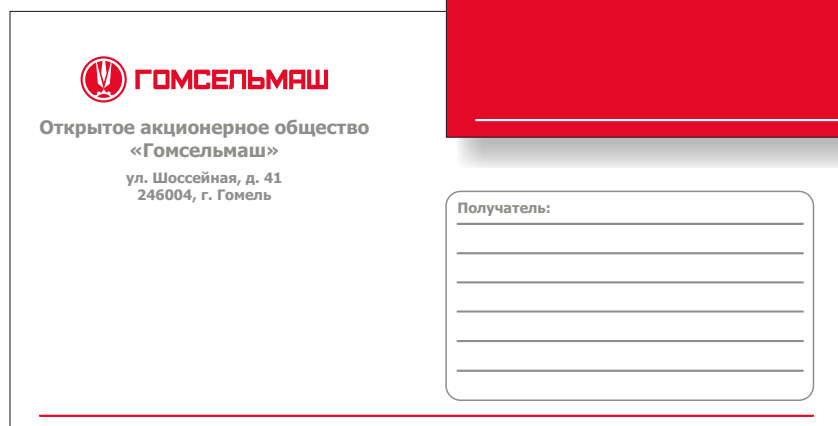 ГОМСЕЛЬМАШ
Открытое акционерное общество
«Гомсельмаш»
ул. Шоссейная, д. 41
246004, г. Гомель
Получатель: